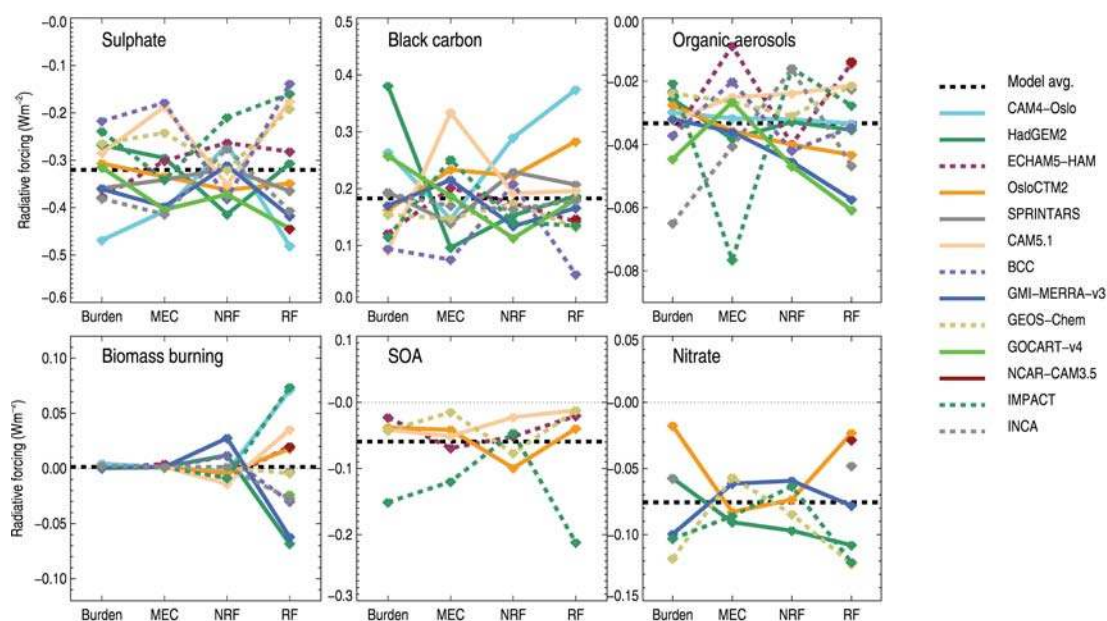 Sulphate
Black carbon
Organic aerosols
Radiative forcing (Wm⁻²)
−0.0
−0.1
−0.2
−0.3
−0.4
−0.5
−0.6
0.5
0.4
0.3
0.2
0.1
0.0
0.00
−0.02
−0.04
−0.06
−0.08
Burden MEC NRF RF
Burden MEC NRF RF
Burden MEC NRF RF
Biomass burning
SOA
Nitrate
Radiative forcing (Wm⁻²)
0.10
0.05
0.00
−0.05
−0.10
0.1
−0.0
−0.1
−0.2
−0.3
0.05
−0.00
−0.05
−0.10
−0.15
Burden MEC NRF RF
Burden MEC NRF RF
Burden MEC NRF RF
Model avg.
CAM4−Oslo
HadGEM2
ECHAM5−HAM
OsloCTM2
SPRINTARS
CAM5.1
BCC
GMI−MERRA−v3
GEOS−Chem
GOCART−v4
NCAR−CAM3.5
IMPACT
INCA